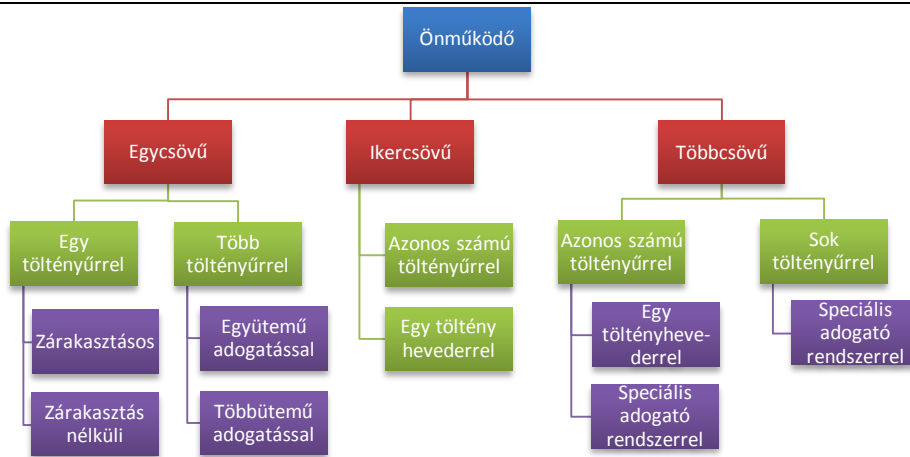 Önműködő
Egycsövű
Ikercsövű
Többcsövű
Egy
töltényűrrel
Több
töltényűrrel
Azonos számú
töltényűrrel
Egy töltény
hevederrel
Azonos számú
töltényűrrel
Sok
töltényűrrel
Zárakasztásos
Zárakasztás
nélküli
Együtemű
adogatással
Többütemű
adogatással
Egy
töltényheve-
derrel
Speciális
adogató
rendszerrel
Speciális
adogató
rendszerrel